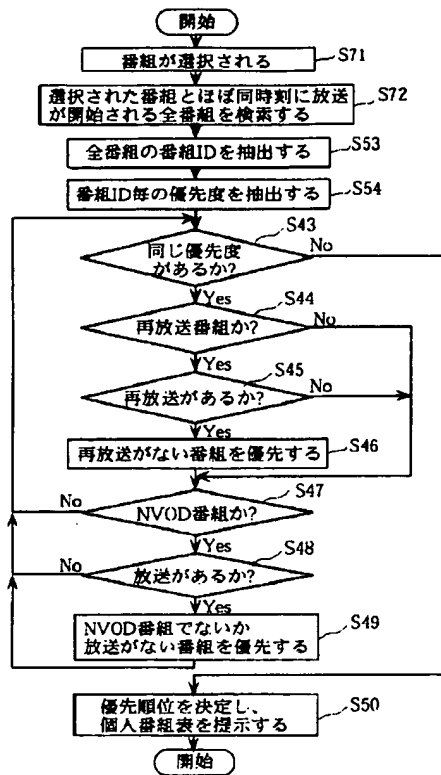 開始
番組が選択される
S71
選択された番組とほぼ同時刻に放送
が開始される全番組を検索する
S72
全番組の番組IDを抽出する
S53
番組ID毎の優先度を抽出する
S54
S43
同じ優先度
があるか?
No
Yes
S44
再放送番組か?
No
Yes
S45
再放送があるか?
No
Yes
再放送がない番組を優先する
S46
S47
No
NVOD番組か?
Yes
S48
No
放送があるか?
Yes
NVOD番組でないか
放送がない番組を優先する
S49
優先順位を決定し、
個人番組表を提示する
S50
開始